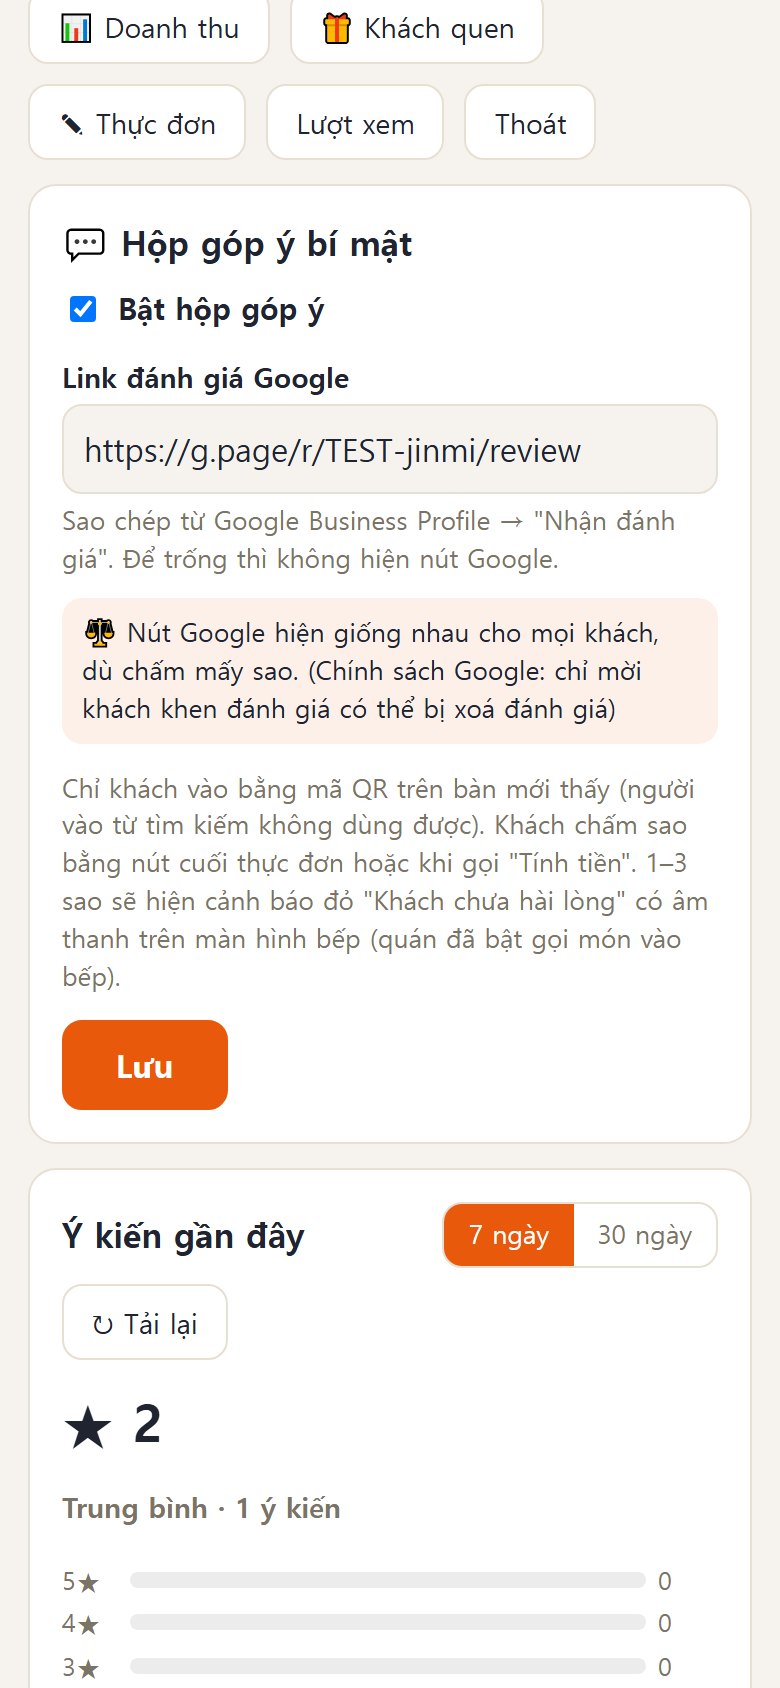 📊 Doanh thu
🎁 Khách quen
✏ Thực đơn
Lượt xem
Thoát
💬 Hộp góp ý bí mật
Bật hộp góp ý
Link đánh giá Google
https://g.page/r/TEST-jinmi/review
Sao chép từ Google Business Profile → "Nhận đánh
giá". Để trống thì không hiện nút Google.
⚖ Nút Google hiện giống nhau cho mọi khách,
dù chấm mấy sao. (Chính sách Google: chỉ mời
khách khen đánh giá có thể bị xoá đánh giá)
Chỉ khách vào bằng mã QR trên bàn mới thấy (người
vào từ tìm kiếm không dùng được). Khách chấm sao
bằng nút cuối thực đơn hoặc khi gọi "Tính tiền". 1–3
sao sẽ hiện cảnh báo đỏ "Khách chưa hài lòng" có âm
thanh trên màn hình bếp (quán đã bật gọi món vào
bếp).
Lưu
Ý kiến gần đây
7 ngày
30 ngày
↻ Tải lại
★ 2
Trung bình · 1 ý kiến
5★ 0
4★ 0
3★ 0